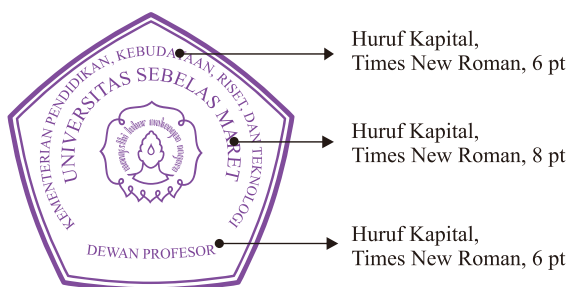 KEMENTERIAN PENDIDIKAN, KEBUDAYAAN, RISET, DAN TEKNOLOGI
UNIVERSITAS SEBELAS MARET
DEWAN PROFESOR
Huruf Kapital,
Times New Roman, 6 pt
Huruf Kapital,
Times New Roman, 8 pt
Huruf Kapital,
Times New Roman, 6 pt